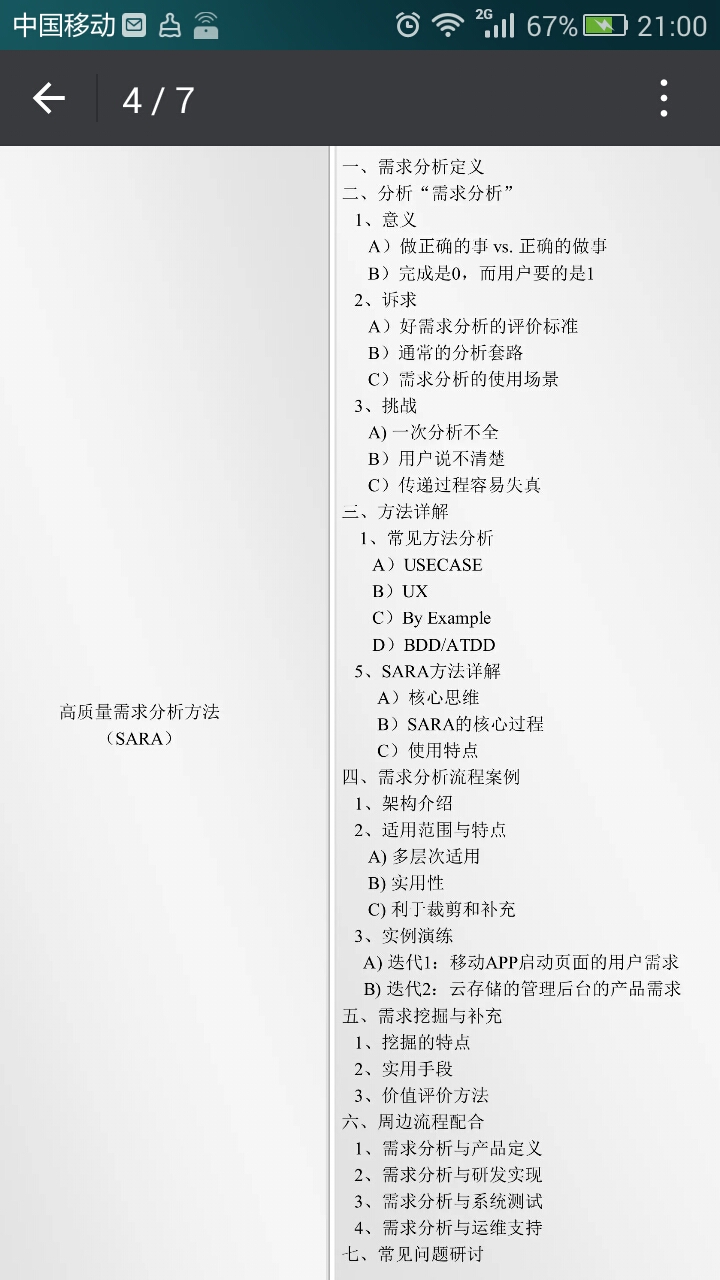 中国移动
2G
67%
21:00
4 / 7
高质量需求分析方法
（SARA）
一、需求分析定义
二、分析“需求分析”
1、意义
A）做正确的事 vs. 正确的做事
B）完成是0，而用户要的是1
2、诉求
A）好需求分析的评价标准
B）通常的分析套路
C）需求分析的使用场景
3、挑战
A) 一次分析不全
B）用户说不清楚
C）传递过程容易失真
三、方法详解
1、常见方法分析
A）USECASE
B）UX
C）By Example
D）BDD/ATDD
5、SARA方法详解
A）核心思维
B）SARA的核心过程
C）使用特点
四、需求分析流程案例
1、架构介绍
2、适用范围与特点
A) 多层次适用
B) 实用性
C) 利于裁剪和补充
3、实例演练
A) 迭代1：移动APP启动页面的用户需求
B) 迭代2：云存储的管理后台的产品需求
五、需求挖掘与补充
1、挖掘的特点
2、实用手段
3、价值评价方法
六、周边流程配合
1、需求分析与产品定义
2、需求分析与研发实现
3、需求分析与系统测试
4、需求分析与运维支持
七、常见问题研讨